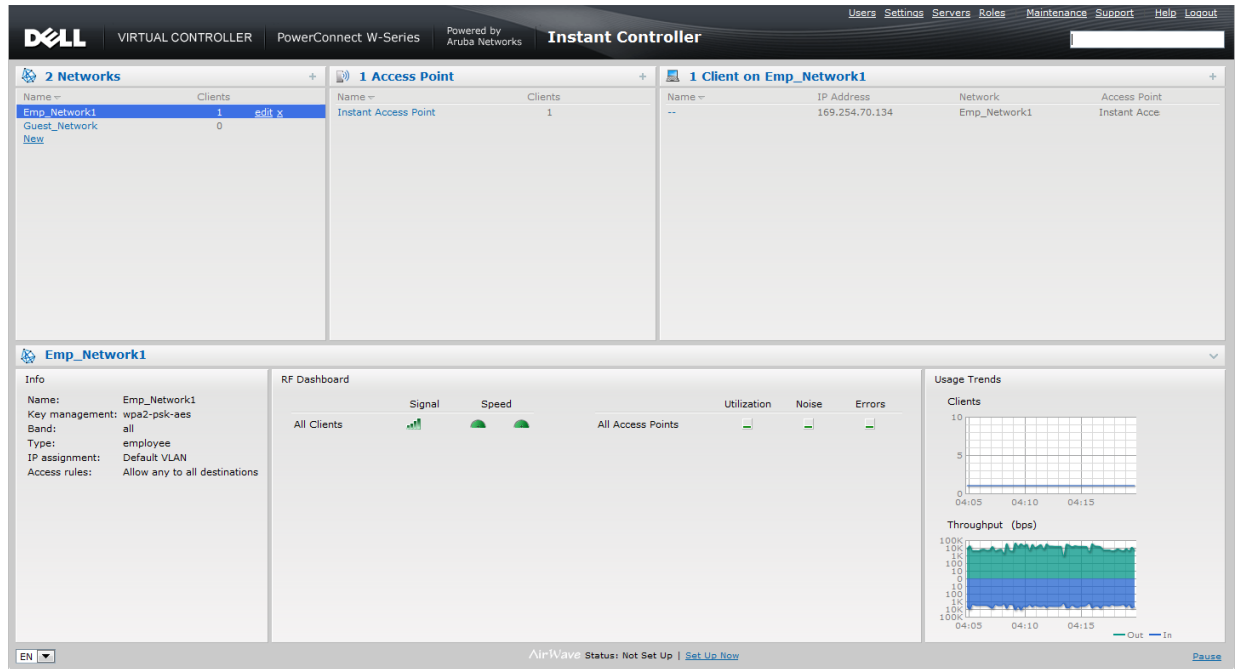 Users Settings Servers Roles Maintenance Support Help Logout
DELL VIRTUAL CONTROLLER PowerConnect W-Series Powered by Aruba Networks Instant Controller
2 Networks +
Name Clients
Emp_Network1 1 edit x
Guest_Network 0
New
1 Access Point +
Name Clients
Instant Access Point 1
1 Client on Emp_Network1 +
Name IP Address Network Access Point
-- 169.254.70.134 Emp_Network1 Instant Acce
Emp_Network1
Info
Name: Emp_Network1
Key management: wpa2-psk-aes
Band: all
Type: employee
IP assignment: Default VLAN
Access rules: Allow any to all destinations
RF Dashboard
Signal Speed
All Clients
Utilization Noise Errors
All Access Points
Usage Trends
Clients
10
5
0
04:05 04:10 04:15
Throughput (bps)
100K
10K
1K
100
10
0
10
100
1K
10K
100K
04:05 04:10 04:15
Out In
EN
AirWave Status: Not Set Up | Set Up Now
Pause